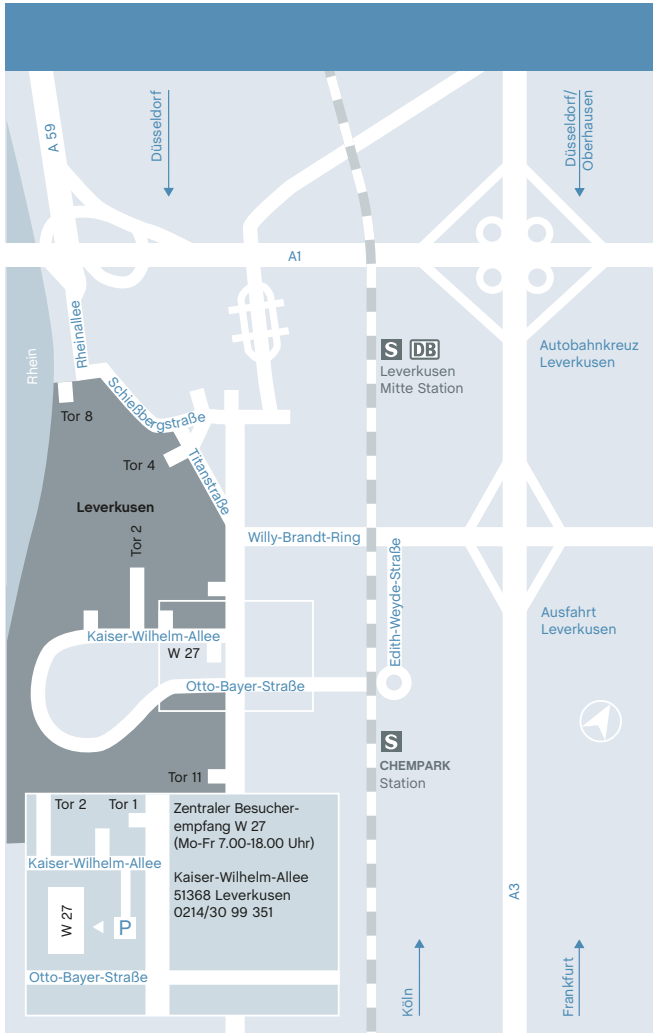 Düsseldorf
Düsseldorf/
Oberhausen
A 59
A1
Rheinallee
Rhein
S DB
Leverkusen
Mitte Station
Autobahnkreuz
Leverkusen
Schießbergstraße
Tor 8
Tor 4
Titanstraße
Leverkusen
Tor 2
Willy-Brandt-Ring
Edith-Weyde-Straße
Ausfahrt
Leverkusen
Kaiser-Wilhelm-Allee
W 27
Otto-Bayer-Straße
S
CHEMPARK
Station
Tor 11
Tor 2
Tor 1
Zentraler Besucher-
empfang W 27
(Mo-Fr 7.00-18.00 Uhr)
Kaiser-Wilhelm-Allee
Kaiser-Wilhelm-Allee
51368 Leverkusen
0214/30 99 351
W 27
P
Otto-Bayer-Straße
A3
Köln
Frankfurt